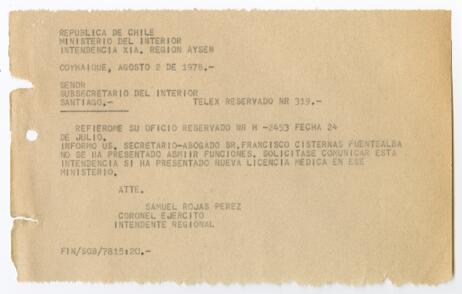 REPUBLICA DE CHILE
MINISTERIO DEL INTERIOR
INTENDENCIA XIA. REGION AYSEN
COYHAIQUE, AGOSTO 2 DE 1978.-
SENOR
SUBSECRETARIO DEL INTERIOR
SANTIAGO.- TELEX RESERVADO NR 319.-
REFIEROME SU OFICIO RESERVADO NR H -2453 FECHA 24
DE JULIO.
INFORMO US. SECRETARIO-ABOGADO SR.FRANCISCO CISTERNAS FUENTEALBA
NO SE HA PRESENTADO ASMIIR FUNCIONES. SOLICITASE COMUNICAR ESTA
INTENDENCIA SI HA PRESENTADO NUEVA LICENCIA MEDICA EN ESE
MINISTERIO.
ATTE.
SAMUEL ROJAS PEREZ
CORONEL EJERCITO
INTENDENTE REGIONAL
FIN/SGB/7815:20.-